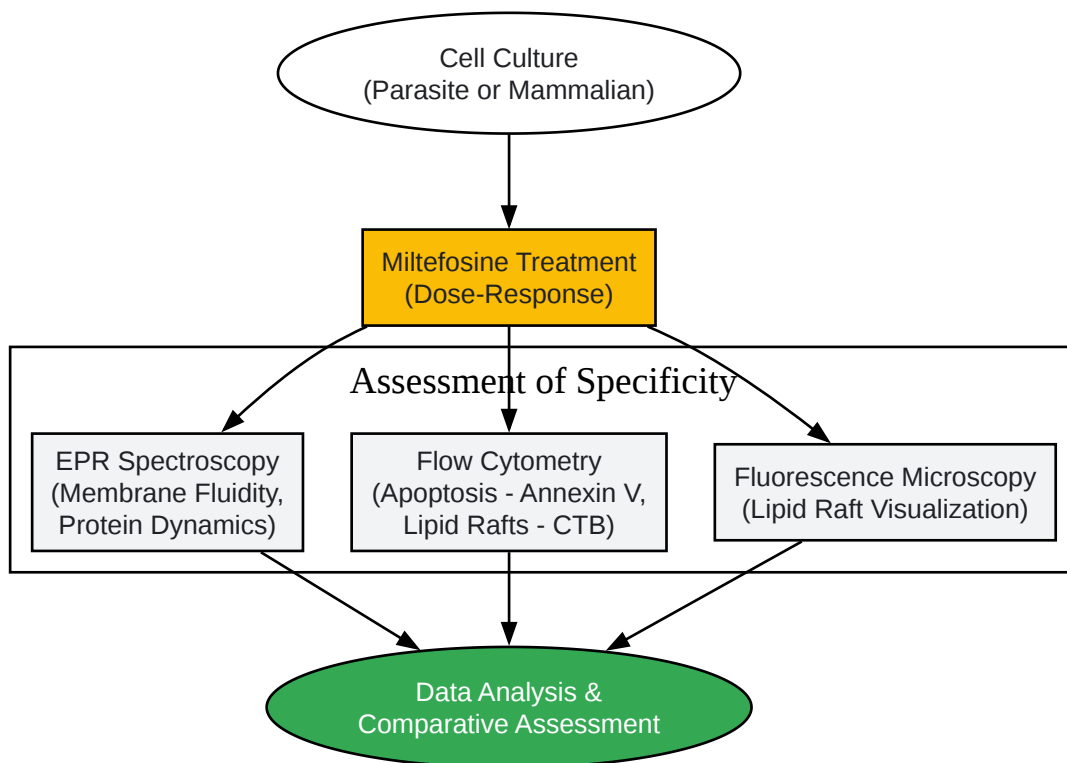 Cell Culture
(Parasite or Mammalian)
Miltefosine Treatment
(Dose-Response)
Assessment of Specificity
EPR Spectroscopy
(Membrane Fluidity,
Protein Dynamics)
Flow Cytometry
(Apoptosis - Annexin V,
Lipid Rafts - CTB)
Fluorescence Microscopy
(Lipid Raft Visualization)
Data Analysis &
Comparative Assessment